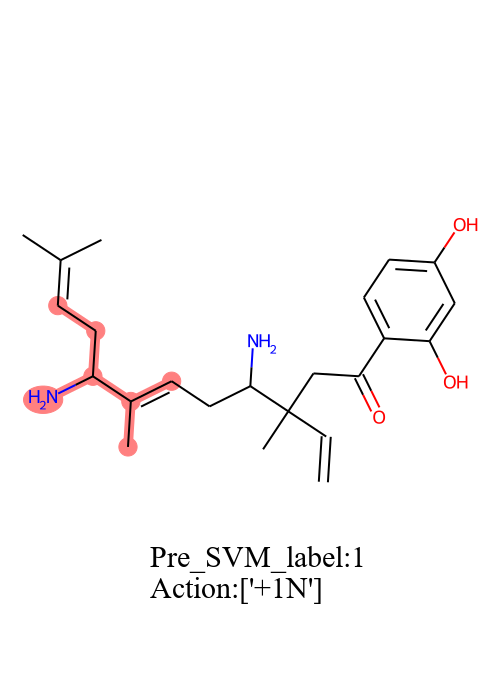 OH
NH2
OH
H2N
O
Pre_SVM_label:1
Action:['+1N']